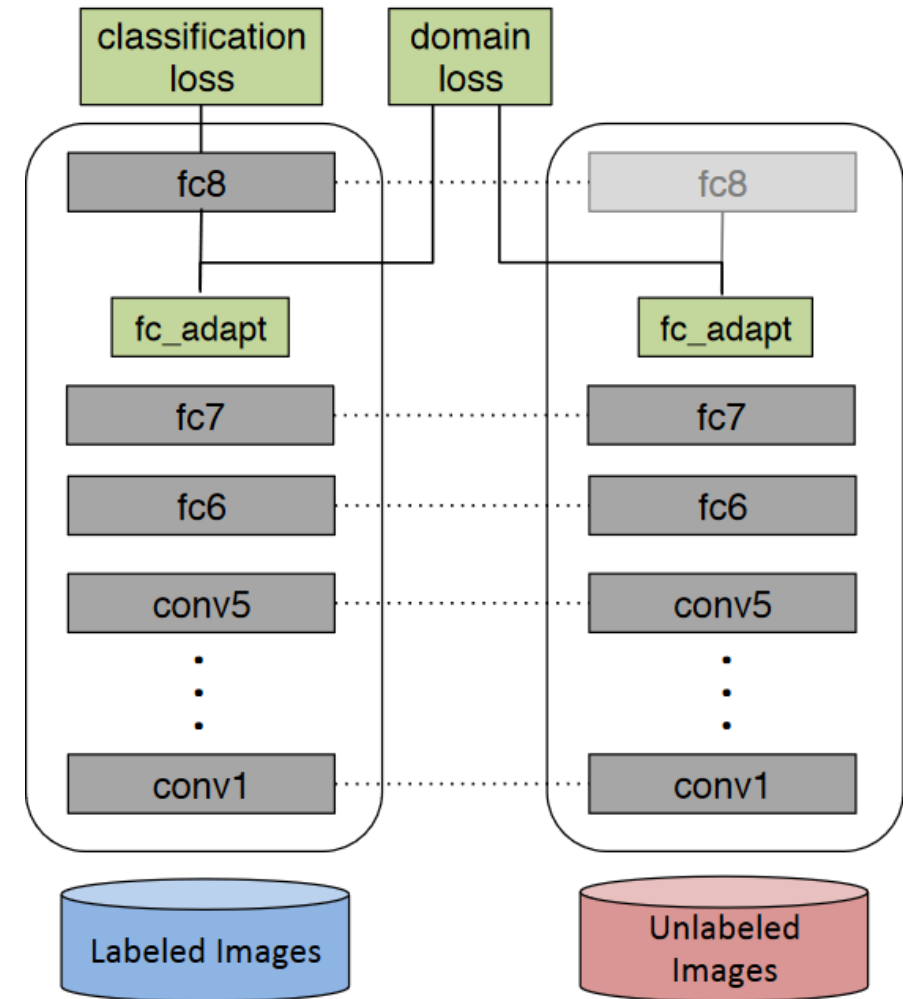 classification
loss
domain
loss
fc8
fc8
fc_adapt
fc_adapt
fc7
fc7
fc6
fc6
conv5
conv5
conv1
conv1
Labeled Images
Unlabeled
Images